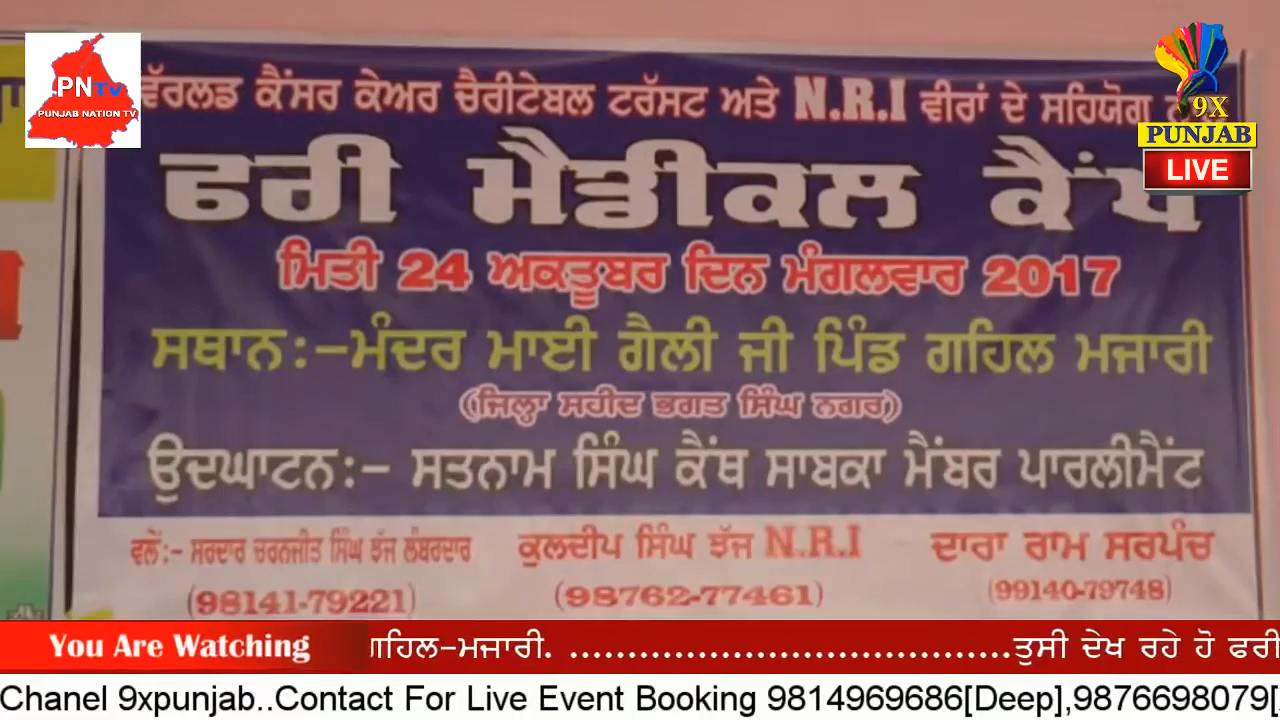 PNTV
PUNJAB NATION TV
9X
PUNJAB
LIVE
ਵੱਰਲਡ ਕੈਂਸਰ ਕੇਅਰ ਚੈਰੀਟੇਬਲ ਟਰੱਸਟ ਅਤੇ N.R.I ਵੀਰਾਂ ਦੇ ਸਹਿਯੋਗ
ਫਰੀ ਮੈਡੀਕਲ ਕੈਂਪ
ਮਿਤੀ 24 ਅਕਤੂਬਰ ਦਿਨ ਮੰਗਲਵਾਰ 2017
ਸਥਾਨ:-ਮੰਦਰ ਮਾਈ ਗੈਲੀ ਜੀ ਪਿੰਡ ਗਹਿਲ ਮਜਾਰੀ
(ਜਿਲ੍ਹਾ ਸਹੀਦ ਭਗਤ ਸਿੰਘ ਨਗਰ)
ਉਦਘਾਟਨ:- ਸਤਨਾਮ ਸਿੰਘ ਕੈਂਥ ਸਾਬਕਾ ਮੈਂਬਰ ਪਾਰਲੀਮੈਂਟ
ਵਲੋਂ:- ਸਰਦਾਰ ਚਰਨਜੀਤ ਸਿੰਘ ਝੱਜ ਲੰਬਰਦਾਰ ਕੁਲਦੀਪ ਸਿੰਘ ਝੱਜ N.R.I ਦਾਰਾ ਰਾਮ ਸਰਪੰਚ
(98141-79221) (98762-77461) (99140-79748)
You Are Watching ਗਹਿਲ-ਮਜਾਰੀ. .......................................ਤੁਸੀ ਦੇਖ ਰਹੇ ਹੋ ਫਰੀ
Chanel 9xpunjab..Contact For Live Event Booking 9814969686[Deep],9876698079[